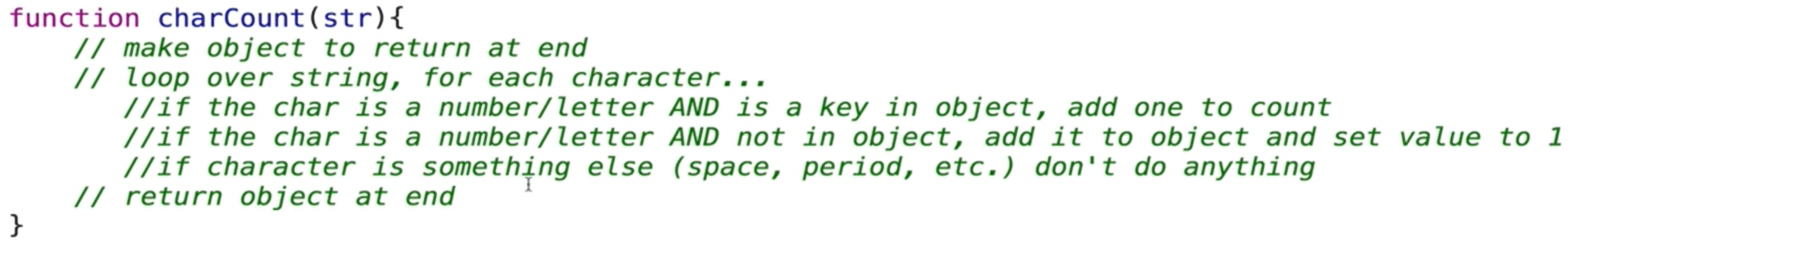 function charCount(str){
// make object to return at end
// loop over string, for each character...
//if the char is a number/letter AND is a key in object, add one to count
//if the char is a number/letter AND not in object, add it to object and set value to 1
//if character is something else (space, period, etc.) don't do anything
// return object at end
}